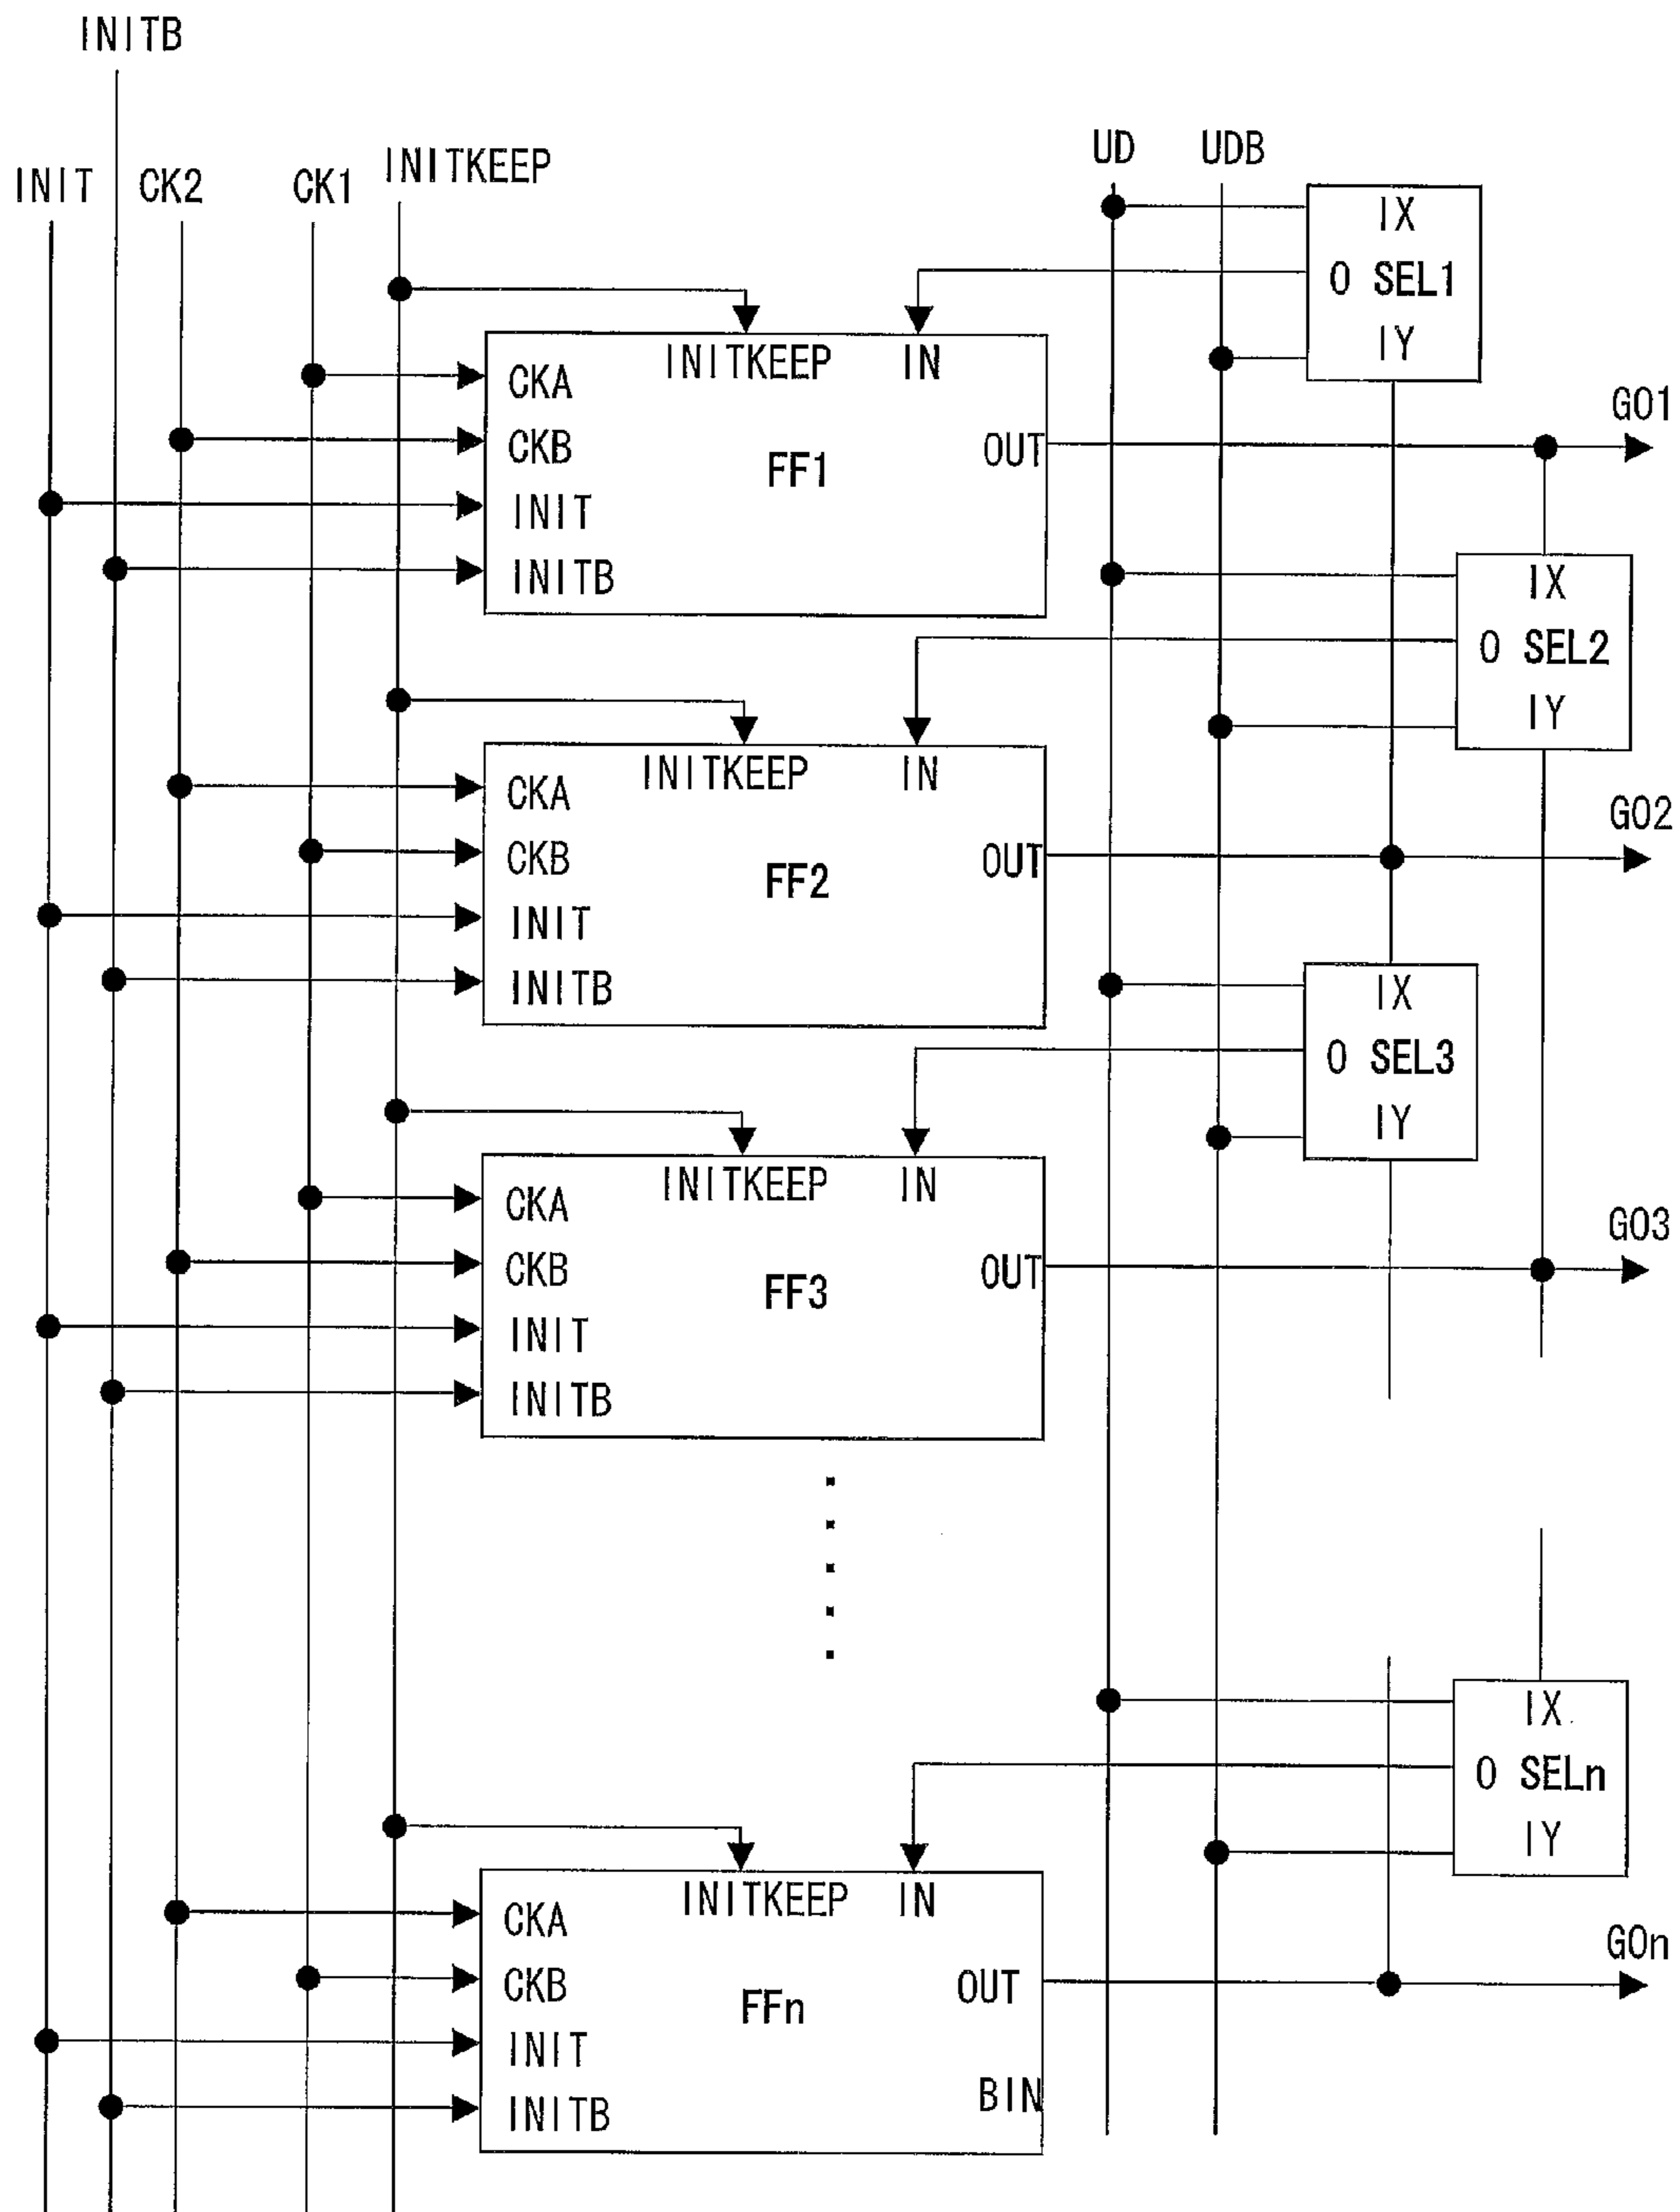 INITB
INIT
CK2
CK1
INITKEEP
UD
UDB
IX
O SEL1
IY
INITKEEP
IN
CKA
CKB
INIT
INITB
FF1
OUT
GO1
IX
O SEL2
IY
INITKEEP
IN
CKA
CKB
INIT
INITB
FF2
OUT
GO2
IX
O SEL3
IY
INITKEEP
IN
CKA
CKB
INIT
INITB
FF3
OUT
GO3
IX
O SELn
IY
INITKEEP
IN
CKA
CKB
INIT
INITB
FFn
OUT
BIN
GOn